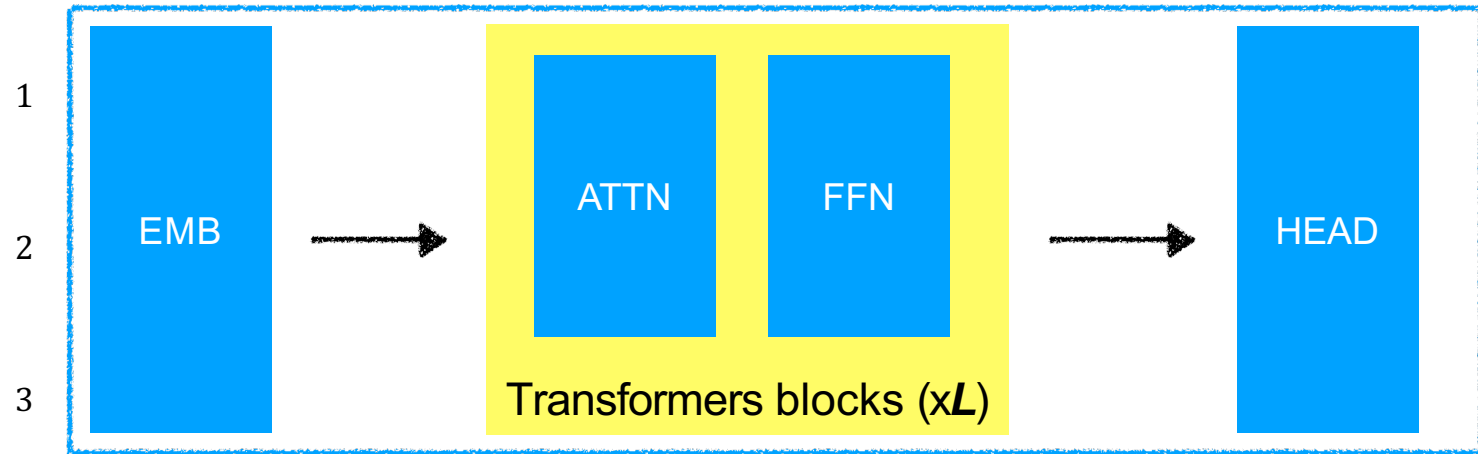 1
ATTN FFN
EMB HEAD
2
3
Transformers blocks (xL)